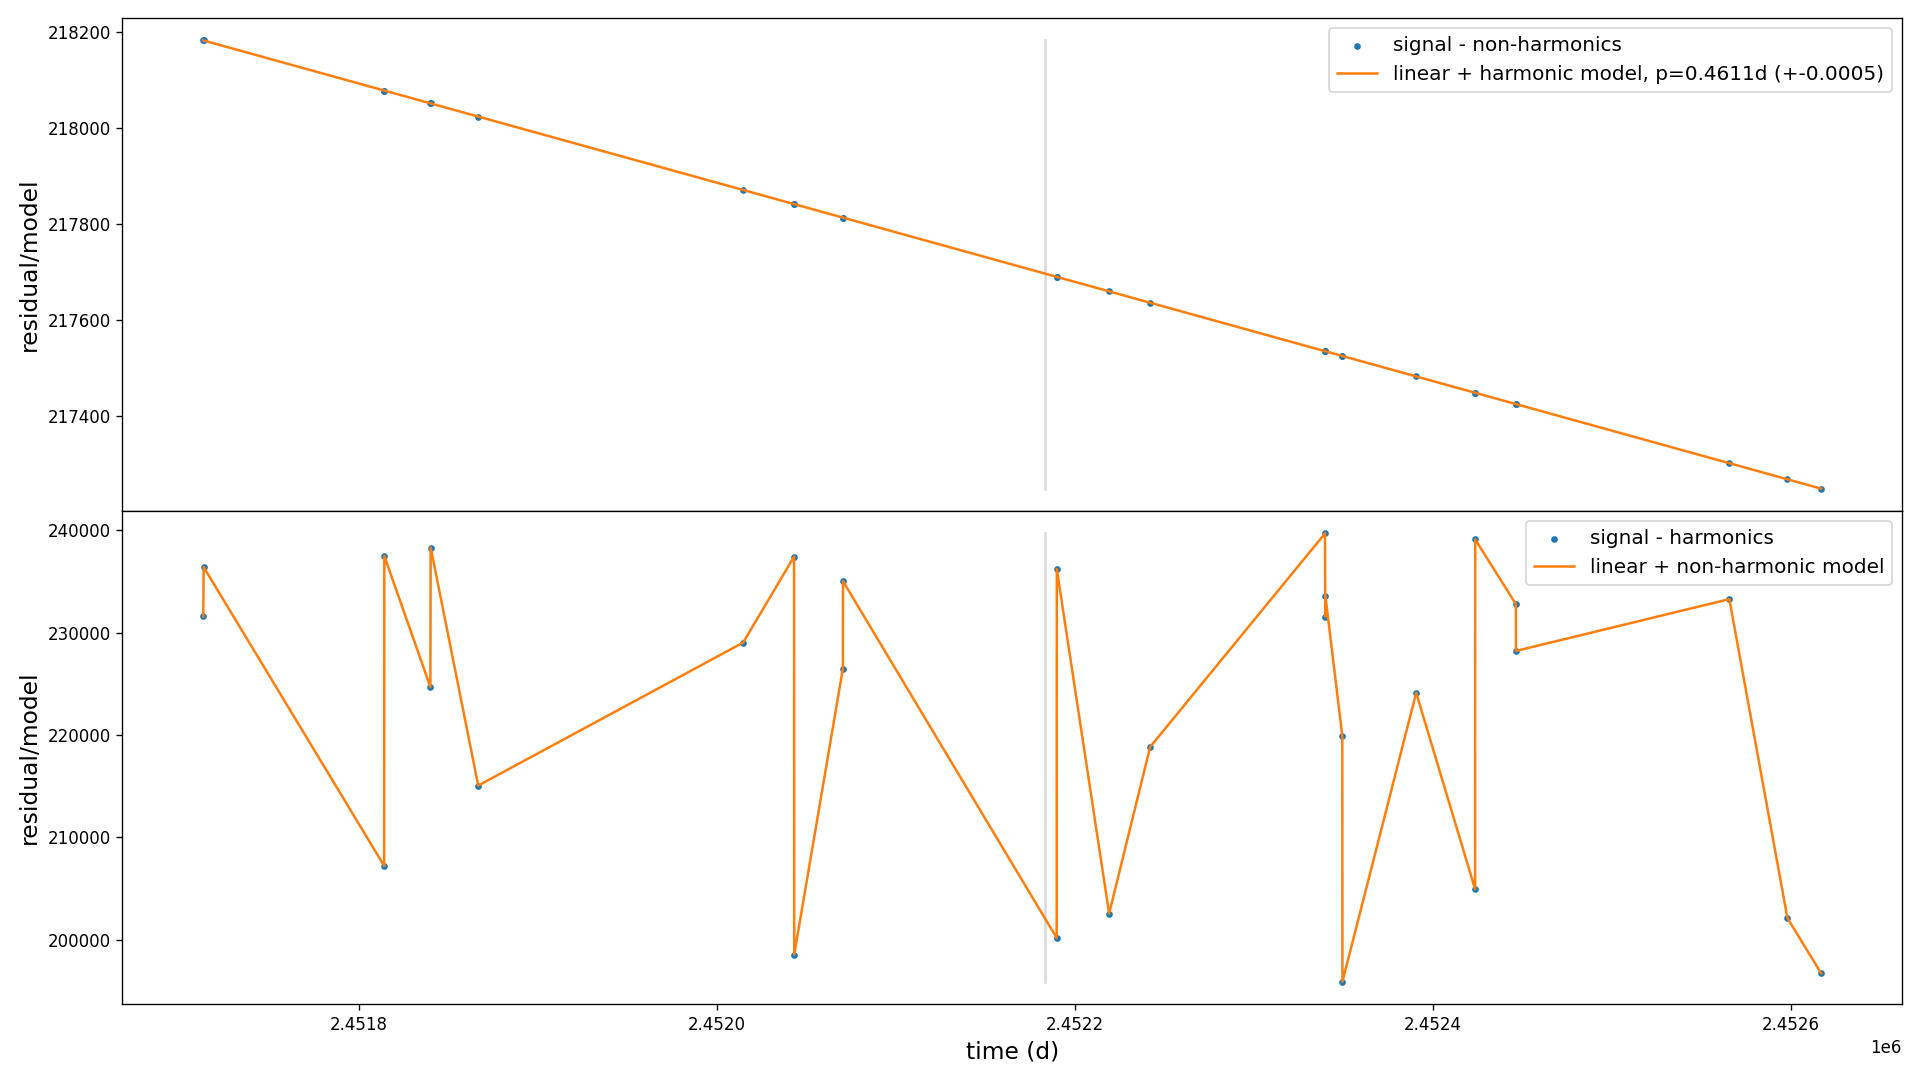 218200
218000
217800
217600
217400
residual/model
signal - non-harmonics
linear + harmonic model, p=0.4611d (+-0.0005)
240000
230000
220000
210000
200000
residual/model
signal - harmonics
linear + non-harmonic model
2.4518
2.4520
2.4522
2.4524
2.4526
1e6
time (d)